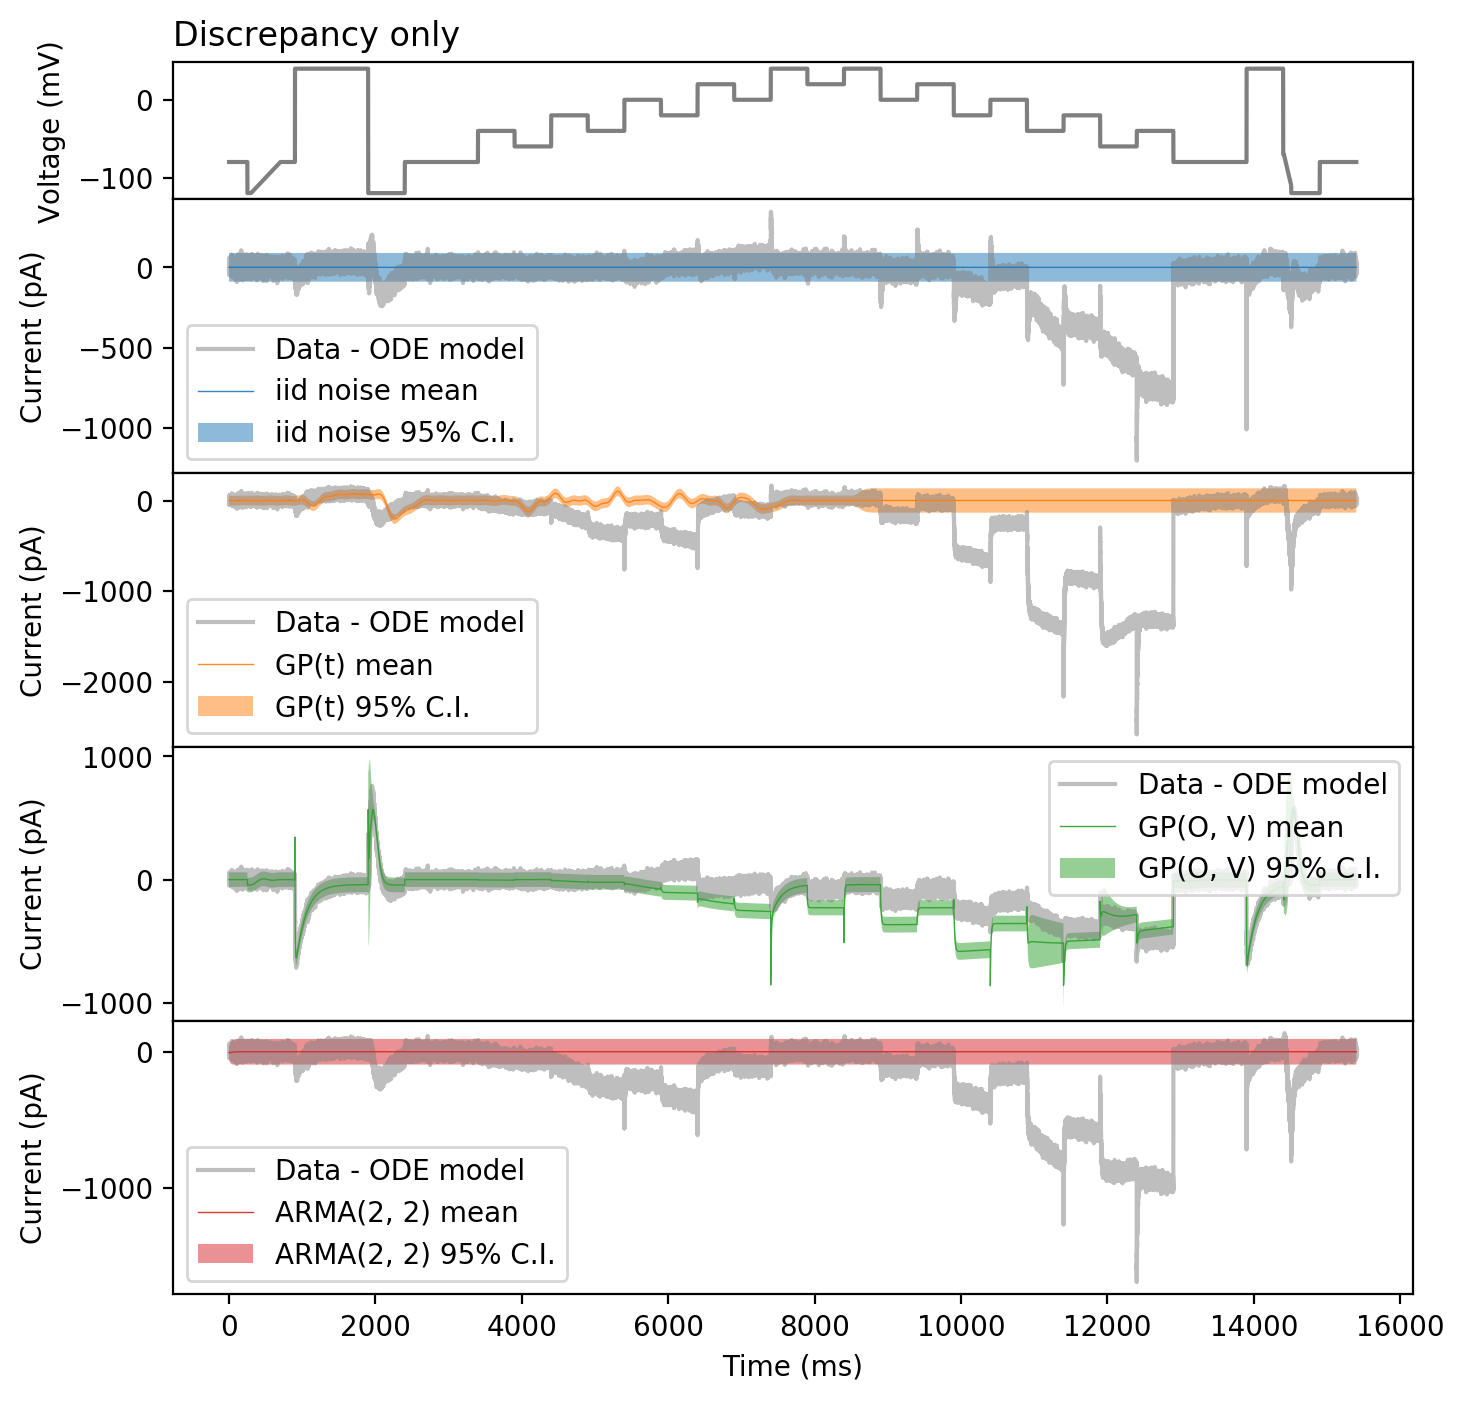 Discrepancy only
Voltage (mV)
0
−100
Current (pA)
0
−500
−1000
Data - ODE model
iid noise mean
iid noise 95% C.I.
Current (pA)
0
−1000
−2000
Data - ODE model
GP(t) mean
GP(t) 95% C.I.
Current (pA)
1000
0
−1000
Data - ODE model
GP(O, V) mean
GP(O, V) 95% C.I.
Current (pA)
0
−1000
Data - ODE model
ARMA(2, 2) mean
ARMA(2, 2) 95% C.I.
0 2000 4000 6000 8000 10000 12000 14000 16000
Time (ms)